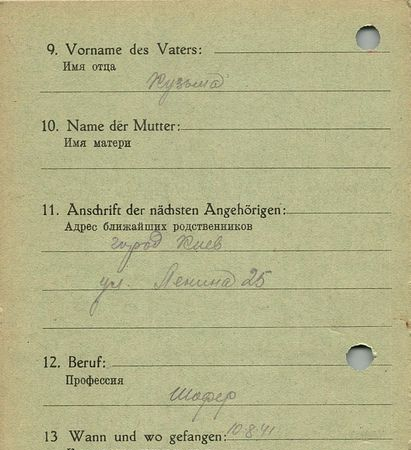 9. Vorname des Vaters:
Имя отца
Кузьма
10. Name der Mutter:
Имя матери
11. Anschrift der nächsten Angehörigen:
Адрес ближайших родственников
город Киев
ул. Ленина 25
12. Beruf:
Профессия
Шофер
13 Wann und wo gefangen: 10.8.41